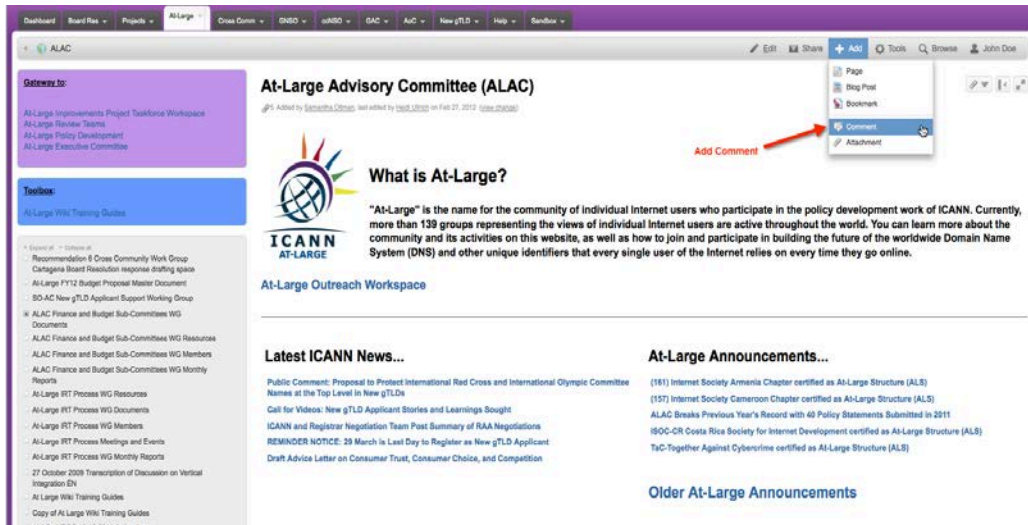 Dashboard Board Res Projects At-Large Cross Comm GNSO ccNSO GAC AoC New gTLD Help Sandbox
ALAC
Edit Share Add Tools Browse John Doe
Page
Blog Post
Bookmark
Comment
Attachment
Add Comment
Gateway to:
At-Large Improvements Project Taskforce Workspace
At-Large Review Teams
At-Large Policy Development
At-Large Executive Committee
Toolbox:
At-Large Wiki Training Guides
Expand all Collapse all
Recommendation 6 Cross Community Work Group
Cartagena Board Resolution response drafting space
At-Large FY12 Budget Proposal Master Document
SO-AC New gTLD Applicant Support Working Group
ALAC Finance and Budget Sub-Committees WG
Documents
ALAC Finance and Budget Sub-Committees WG Resources
ALAC Finance and Budget Sub-Committees WG Members
ALAC Finance and Budget Sub-Committees WG Monthly
Reports
At-Large IRT Process WG Resources
At-Large IRT Process WG Documents
At-Large IRT Process WG Members
At-Large IRT Process Meetings and Events
At-Large IRT Process WG Monthly Reports
27 October 2009 Transcription of Discussion on Vertical
Integration EN
At Large Wiki Training Guides
Copy of At Large Wiki Training Guides
At-Large Advisory Committee (ALAC)
Added by Samantha Ottman, last edited by Heidi Ullrich on Feb 27, 2012 (view change)
ICANN
AT-LARGE
What is At-Large?
"At-Large" is the name for the community of individual Internet users who participate in the policy development work of ICANN. Currently,
more than 139 groups representing the views of individual Internet users are active throughout the world. You can learn more about the
community and its activities on this website, as well as how to join and participate in building the future of the worldwide Domain Name
System (DNS) and other unique identifiers that every single user of the Internet relies on every time they go online.
At-Large Outreach Workspace
Latest ICANN News...
Public Comment: Proposal to Protect International Red Cross and International Olympic Committee
Names at the Top Level in New gTLDs
Call for Videos: New gTLD Applicant Stories and Learnings Sought
ICANN and Registrar Negotiation Team Post Summary of RAA Negotiations
REMINDER NOTICE: 29 March is Last Day to Register as New gTLD Applicant
Draft Advice Letter on Consumer Trust, Consumer Choice, and Competition
At-Large Announcements...
(161) Internet Society Armenia Chapter certified as At-Large Structure (ALS)
(157) Internet Society Cameroon Chapter certified as At-Large Structure (ALS)
ALAC Breaks Previous Year's Record with 40 Policy Statements Submitted in 2011
ISOC-CR Costa Rica Society for Internet Development certified as At-Large Structure (ALS)
TaC-Together Against Cybercrime certified as At-Large Structure (ALS)
Older At-Large Announcements